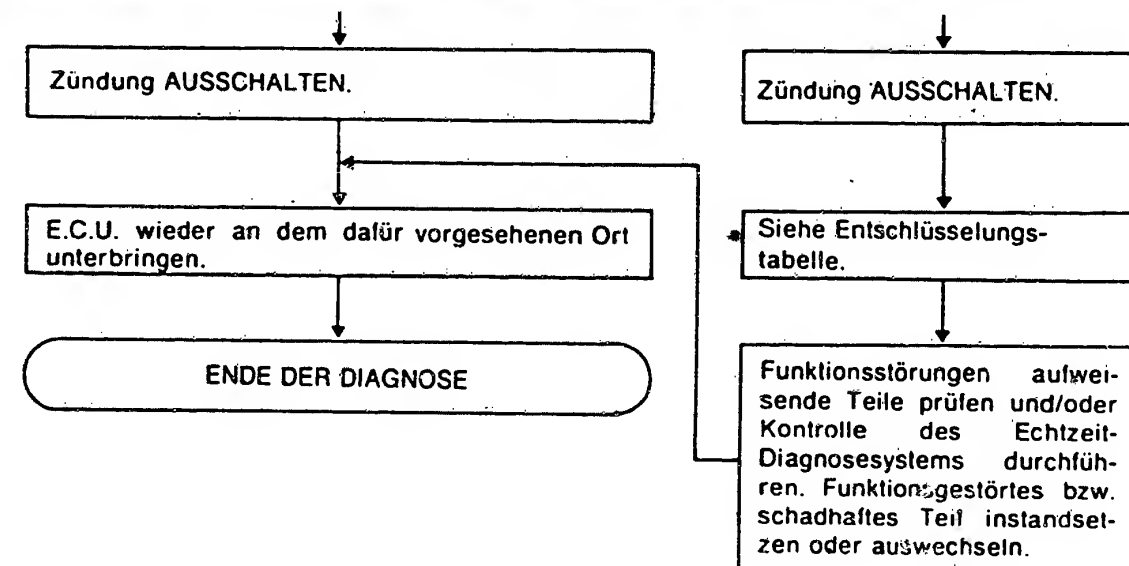 Zündung AUSSCHALTEN.
E.C.U. wieder an dem dafür vorgesehenen Ort
unterbringen.
ENDE DER DIAGNOSE
Zündung AUSSCHALTEN.
Siehe Entschlüsselungs-
tabelle.
Funktionsstörungen aufwei-
sende Teile prüfen und/oder
Kontrolle des Echtzeit-
Diagnosesystems durchfüh-
ren. Funktionsgestörtes bzw.
schadhaftes Teil instandset-
zen oder auswechseln.